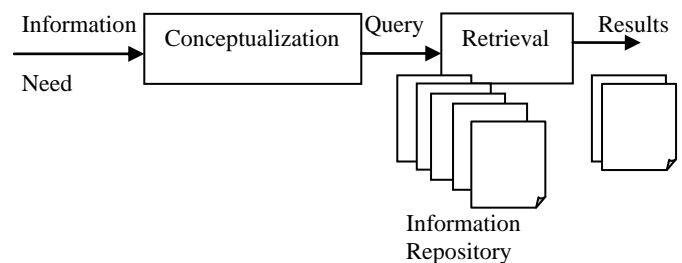 Information
Need
Conceptualization
Query
Retrieval
Results
Information
Repository